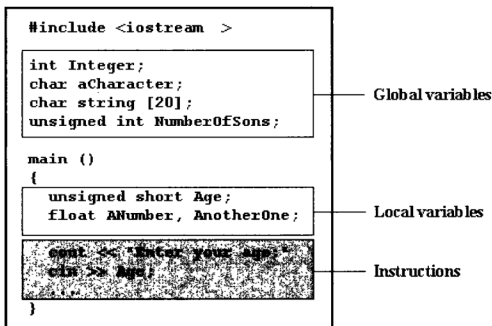 #include <iostream >
int Integer;
char aCharacter;
char string [20];
unsigned int NumberOfSons;
Global variables
main ()
{
unsigned short Age;
float ANumber, AnotherOne;
Local variables
cout << "Enter your age:"
cin >> Age;
...
Instructions
}